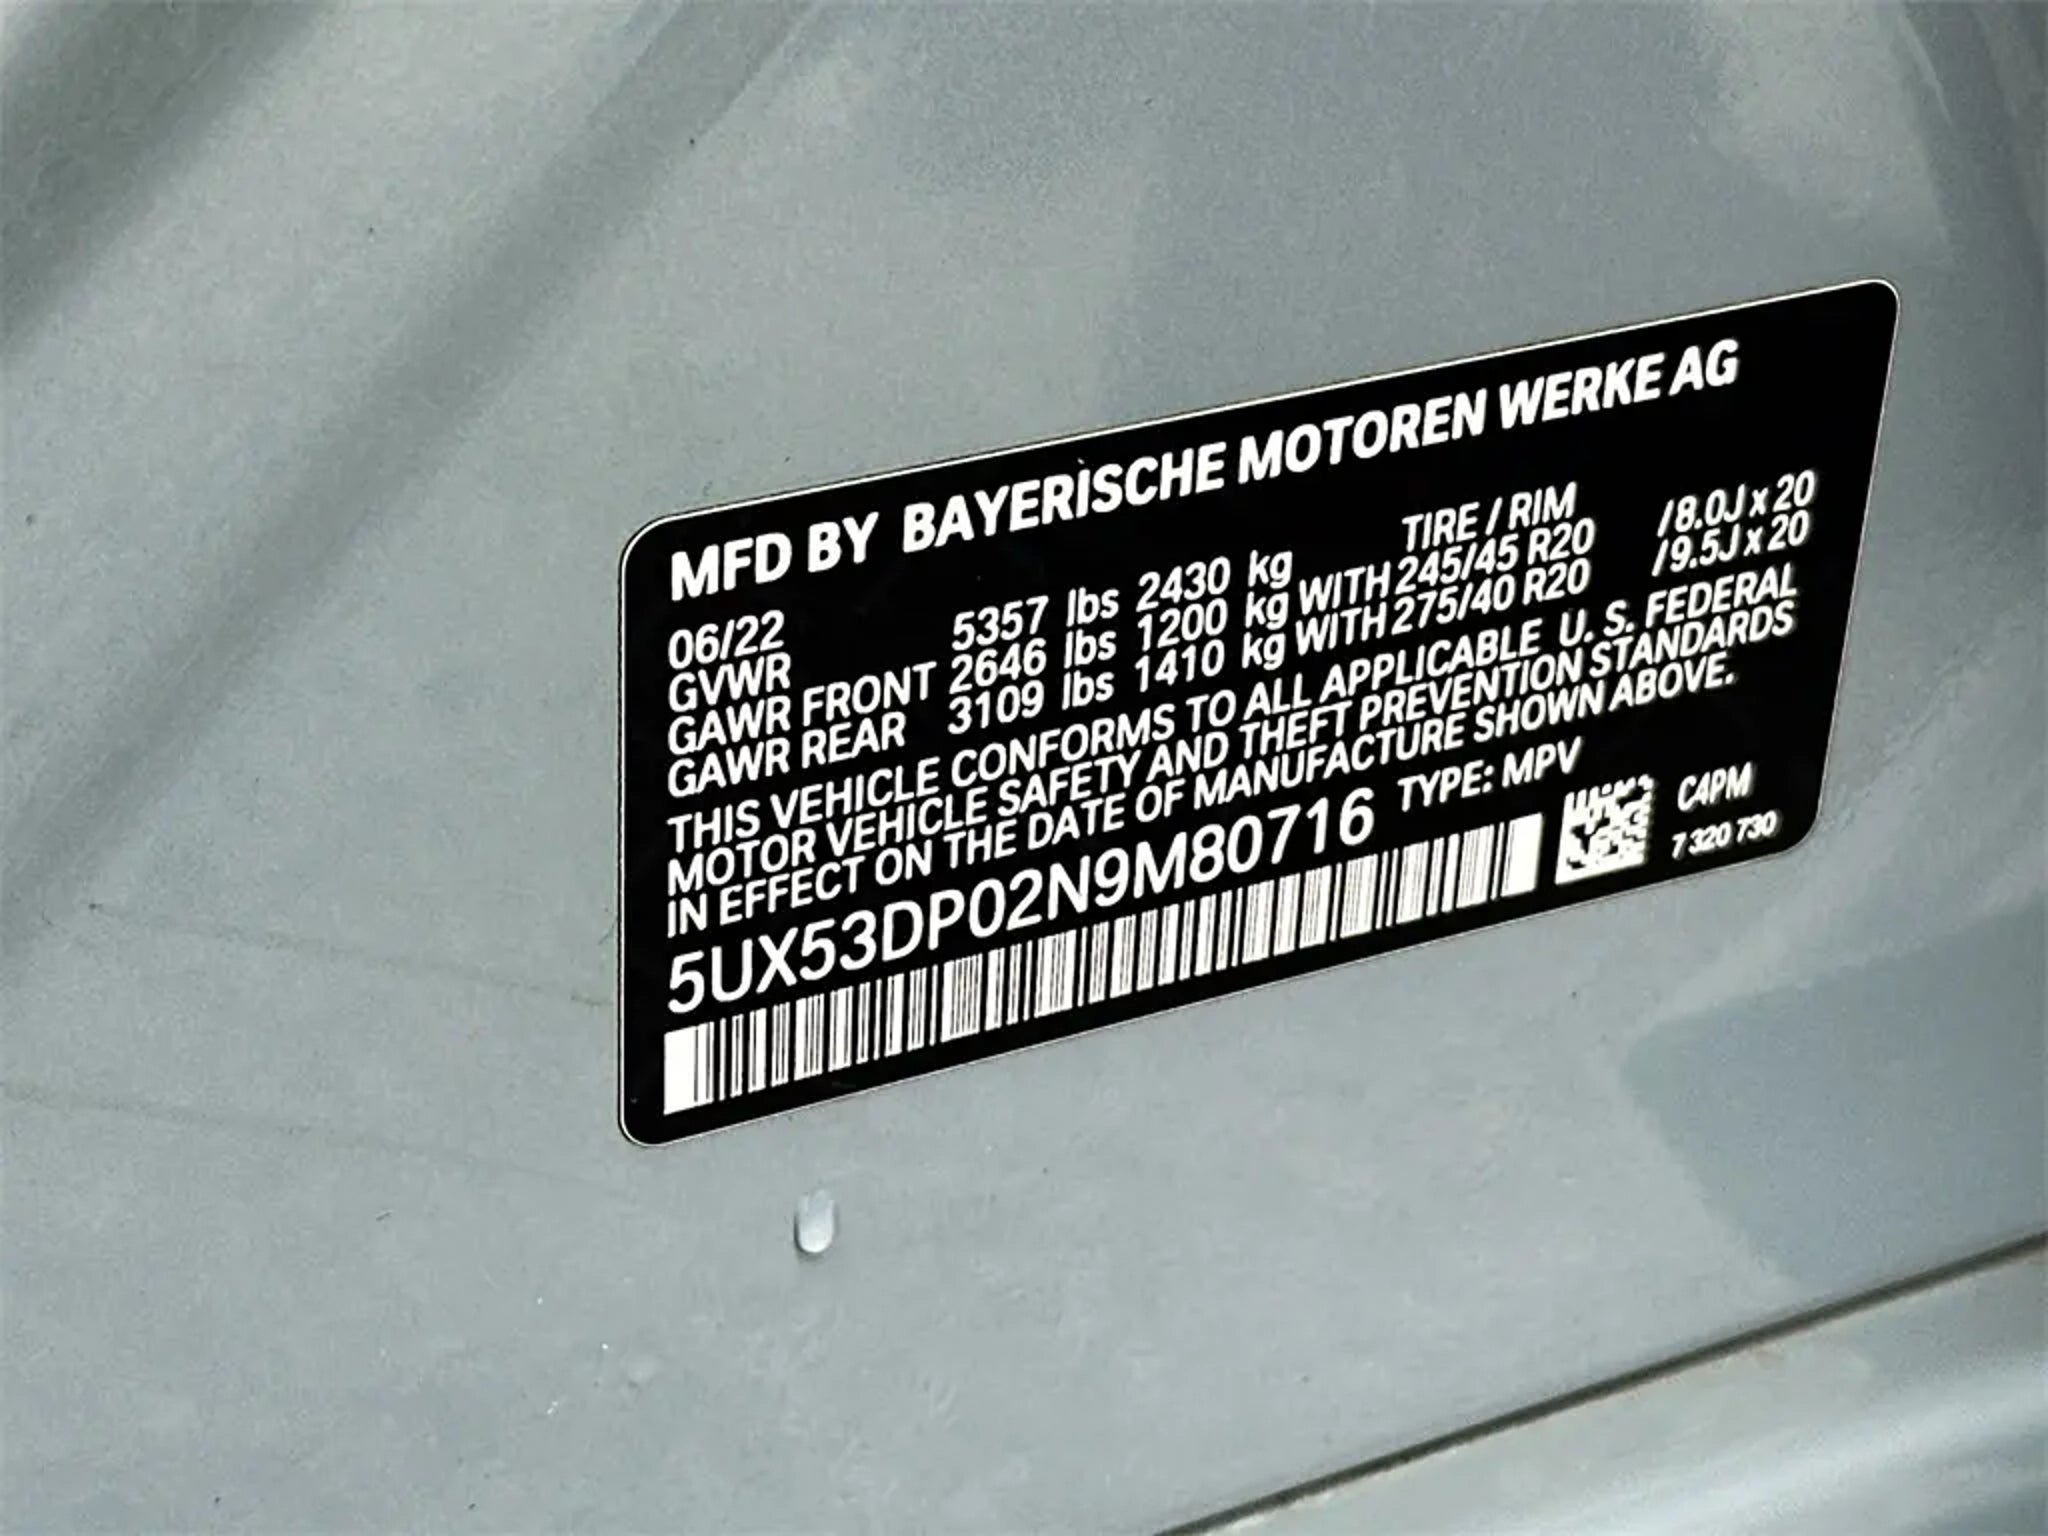 MFD BY BAYERISCHE MOTOREN WERKE AG
06/22 TIRE / RIM
GVWR 5357 lbs 2430 kg
GAWR FRONT 2646 lbs 1200 kg WITH 245/45 R20 /8.0J x 20
GAWR REAR 3109 lbs 1410 kg WITH 275/40 R20 /9.5J x 20
THIS VEHICLE CONFORMS TO ALL APPLICABLE U. S. FEDERAL
MOTOR VEHICLE SAFETY AND THEFT PREVENTION STANDARDS
IN EFFECT ON THE DATE OF MANUFACTURE SHOWN ABOVE.
5UX53DP02N9M80716 TYPE: MPV
C4PM
7 320 730